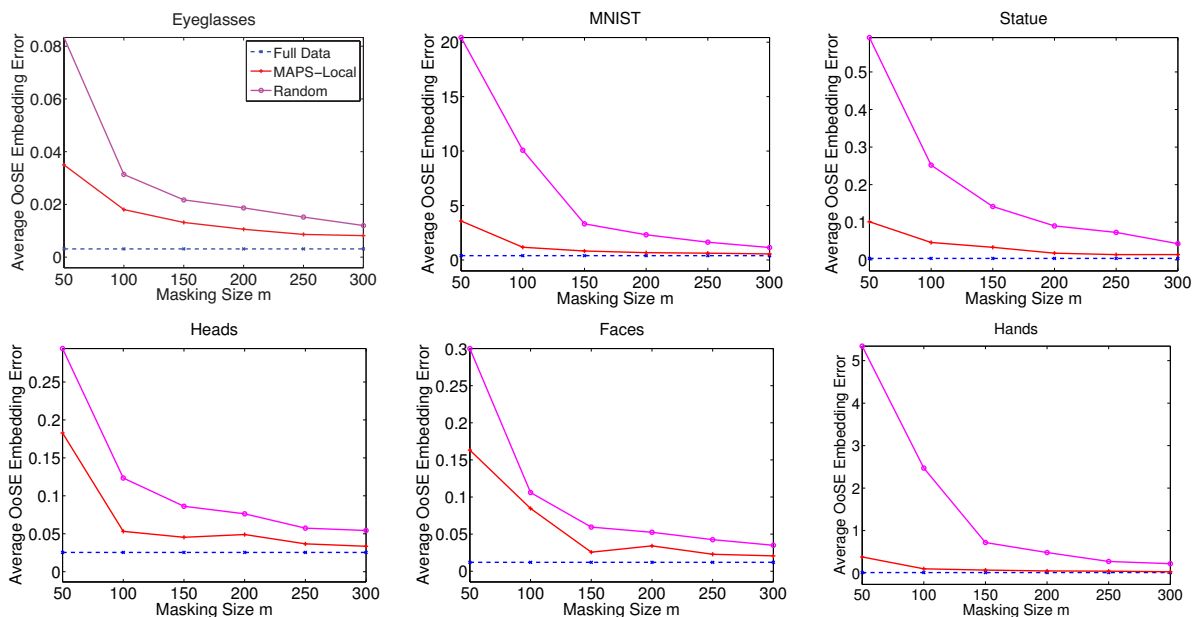 Eyeglasses
Average OoSE Embedding Error
0.08
0.06
0.04
0.02
0
50 100 150 200 250 300
Masking Size m
Full Data
MAPS-Local
Random
MNIST
Average OoSE Embedding Error
20
15
10
5
0
50 100 150 200 250 300
Masking Size m
Statue
Average OoSE Embedding Error
0.5
0.4
0.3
0.2
0.1
0
50 100 150 200 250 300
Masking Size m
Heads
Average OoSE Embedding Error
0.25
0.2
0.15
0.1
0.05
0
50 100 150 200 250 300
Masking Size m
Faces
Average OoSE Embedding Error
0.3
0.25
0.2
0.15
0.1
0.05
0
50 100 150 200 250 300
Masking Size m
Hands
Average OoSE Embedding Error
5
4
3
2
1
0
50 100 150 200 250 300
Masking Size m